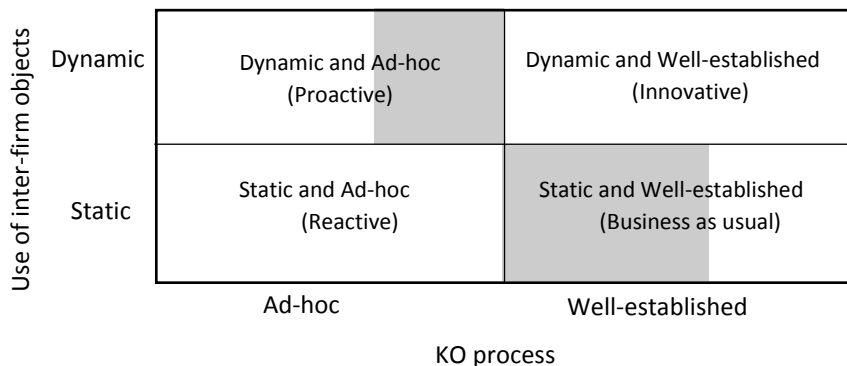 Use of inter-firm objects
Dynamic
Dynamic and Ad-hoc
(Proactive)
Dynamic and Well-established
(Innovative)
Static
Static and Ad-hoc
(Reactive)
Static and Well-established
(Business as usual)
Ad-hoc
Well-established
KO process